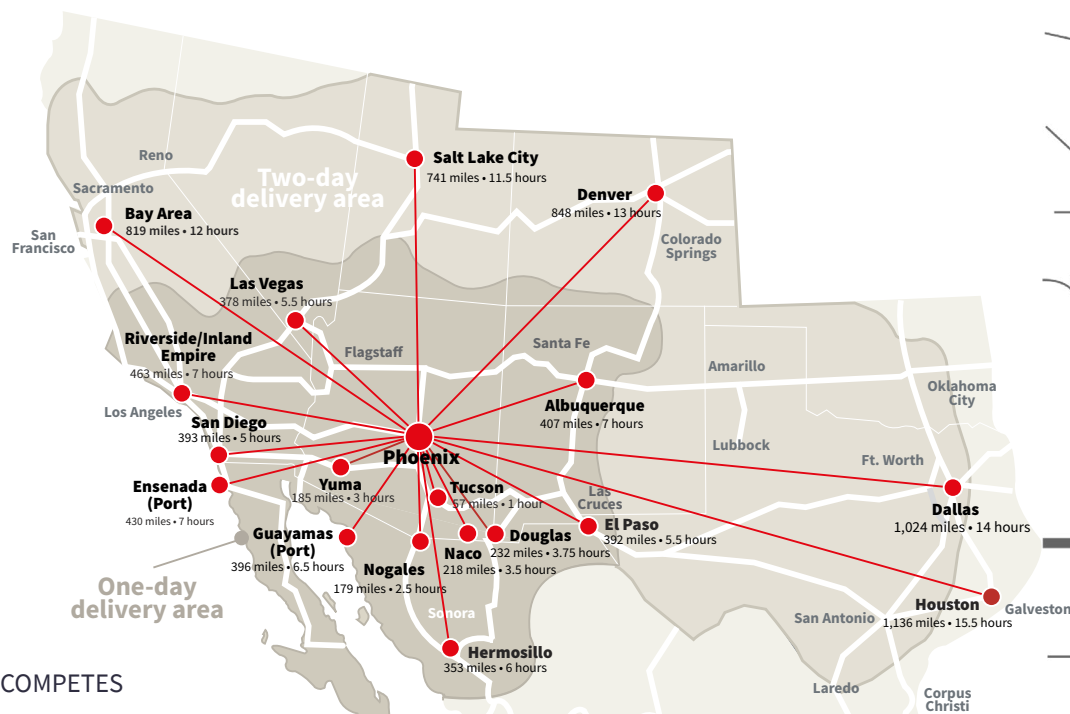 Reno
Two-day
delivery area
Salt Lake City
741 miles • 11.5 hours
Sacramento
Denver
848 miles • 13 hours
Bay Area
819 miles • 12 hours
San
Francisco
Colorado
Springs
Las Vegas
378 miles • 5.5 hours
Riverside/Inland
Empire
463 miles • 7 hours
Flagstaff
Santa Fe
Amarillo
Oklahoma
City
Los Angeles
Albuquerque
407 miles • 7 hours
San Diego
393 miles • 5 hours
Phoenix
Lubbock
Ft. Worth
Yuma
185 miles • 3 hours
Tucson
57 miles • 1 hour
Ensenada
(Port)
430 miles • 7 hours
Las
Cruces
Dallas
1,024 miles • 14 hours
El Paso
392 miles • 5.5 hours
Guayamas
(Port)
396 miles • 6.5 hours
Douglas
232 miles • 3.75 hours
Naco
218 miles • 3.5 hours
Nogales
179 miles • 2.5 hours
One-day
delivery area
Sonora
Houston
1,136 miles • 15.5 hours
Galveston
San Antonio
Hermosillo
353 miles • 6 hours
COMPETES
Laredo
Corpus
Christi